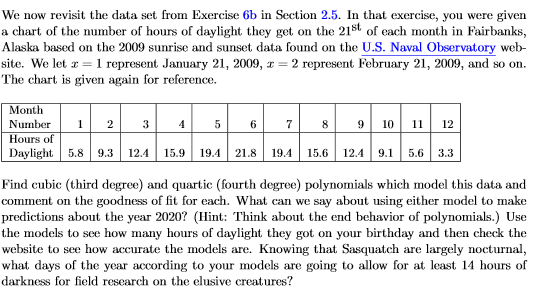 We now revisit the data set from Exercise 6b in Section 2.5. In that exercise, you were given
a chart of the number of hours of daylight they get on the 21st of each month in Fairbanks,
Alaska based on the 2009 sunrise and sunset data found on the U.S. Naval Observatory web-
site. We let x = 1 represent January 21, 2009, x = 2 represent February 21, 2009, and so on.
The chart is given again for reference.
Month
Number 1 2 3 4 5 6 7 8 9 10 11 12
Hours of
Daylight 5.8 9.3 12.4 15.9 19.4 21.8 19.4 15.6 12.4 9.1 5.6 3.3
Find cubic (third degree) and quartic (fourth degree) polynomials which model this data and
comment on the goodness of fit for each. What can we say about using either model to make
predictions about the year 2020? (Hint: Think about the end behavior of polynomials.) Use
the models to see how many hours of daylight they got on your birthday and then check the
website to see how accurate the models are. Knowing that Sasquatch are largely nocturnal,
what days of the year according to your models are going to allow for at least 14 hours of
darkness for field research on the elusive creatures?